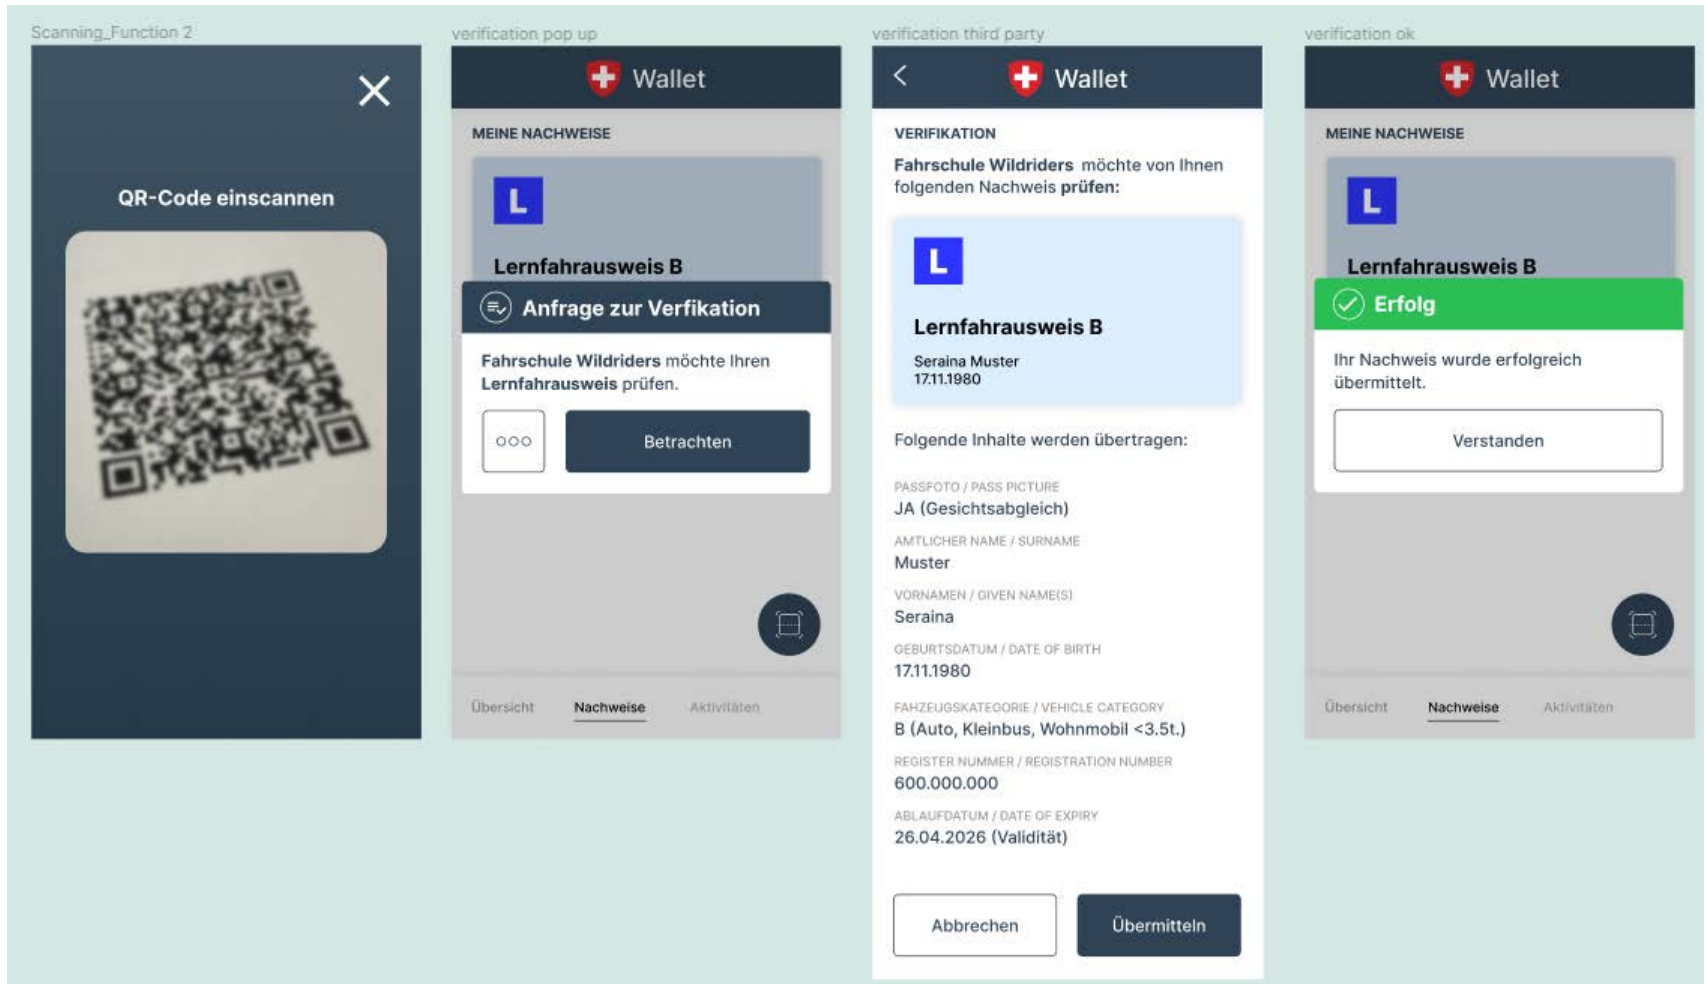 Scanning_Function 2
QR-Code einscannen
verification pop up
Wallet
MEINE NACHWEISE
L
Lernfahrausweis B
Anfrage zur Verfikation
Fahrschule Wildriders möchte Ihren
Lernfahrausweis prüfen.
Betrachten
Übersicht
Nachweise
Aktivitäten
verification third party
Wallet
VERIFIKATION
Fahrschule Wildriders möchte von Ihnen
folgenden Nachweis prüfen:
L
Lernfahrausweis B
Seraina Muster
17.11.1980
Folgende Inhalte werden übertragen:
PASSFOTO / PASS PICTURE
JA (Gesichtsabgleich)
AMTLICHER NAME / SURNAME
Muster
VORNAMEN / GIVEN NAME(S)
Seraina
GEBURTSDATUM / DATE OF BIRTH
17.11.1980
FAHZEUGSKATEGORIE / VEHICLE CATEGORY
B (Auto, Kleinbus, Wohnmobil <3.5t.)
REGISTER NUMMER / REGISTRATION NUMBER
600.000.000
ABLAUFDATUM / DATE OF EXPIRY
26.04.2026 (Validität)
Abbrechen
Übermitteln
verification ok
Wallet
MEINE NACHWEISE
L
Lernfahrausweis B
Erfolg
Ihr Nachweis wurde erfolgreich
übermittelt.
Verstanden
Übersicht
Nachweise
Aktivitäten